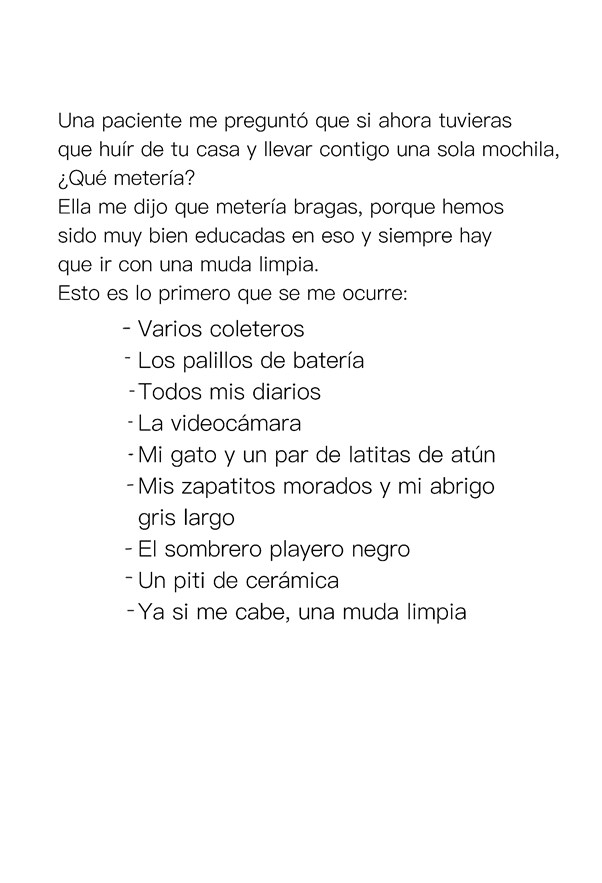 Una paciente me preguntó que si ahora tuvieras
que huír de tu casa y llevar contigo una sola mochila,
¿Qué metería?
Ella me dijo que metería bragas, porque hemos
sido muy bien educadas en eso y siempre hay
que ir con una muda limpia.
Esto es lo primero que se me ocurre:
- Varios coleteros
- Los palillos de batería
- Todos mis diarios
- La videocámara
- Mi gato y un par de latitas de atún
- Mis zapatitos morados y mi abrigo
gris largo
- El sombrero playero negro
- Un piti de cerámica
- Ya si me cabe, una muda limpia